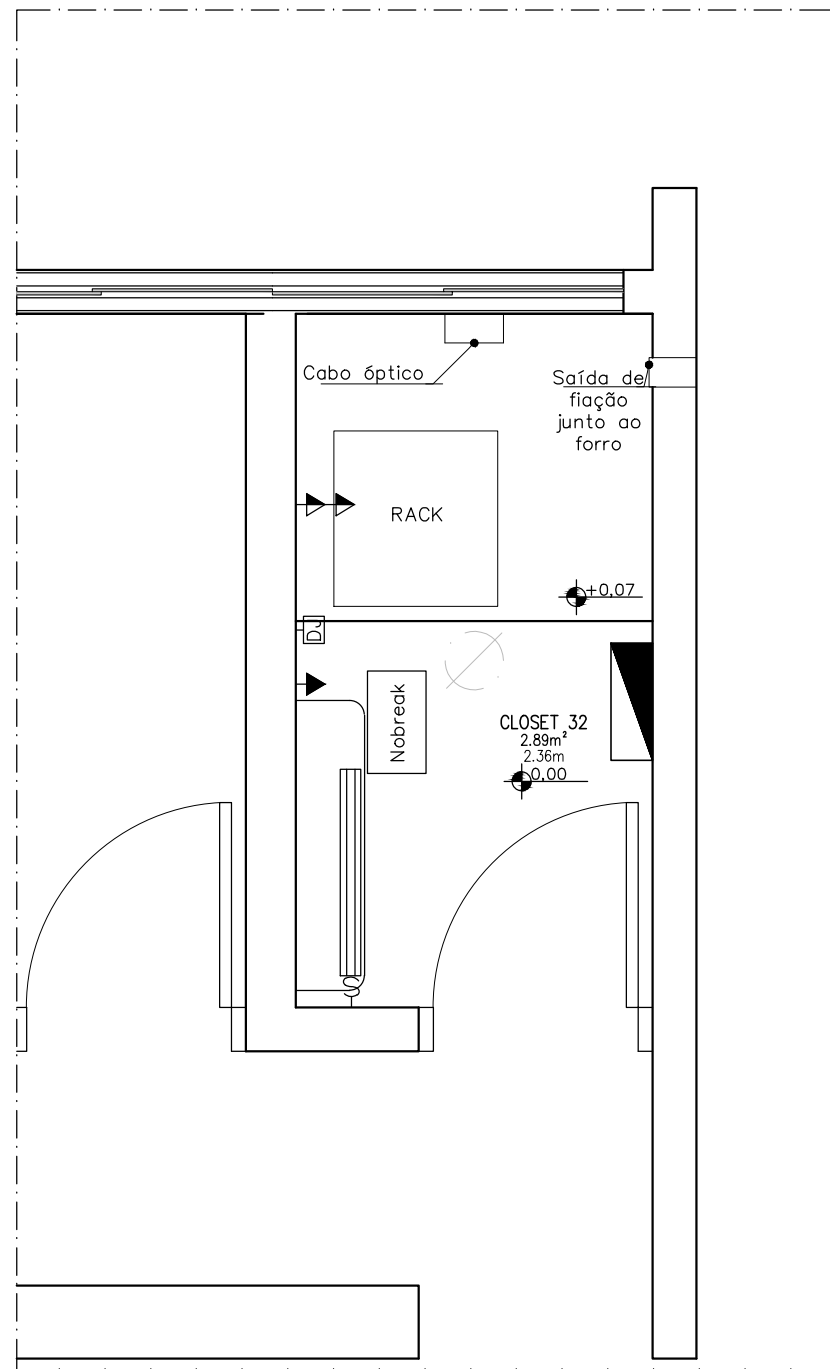 Cabo óptico
Saída de
fiação
junto ao
forro
RACK
+0,07
DJ
Nobreak
CLOSET 32
2.89m²
2.36m
0,00
S